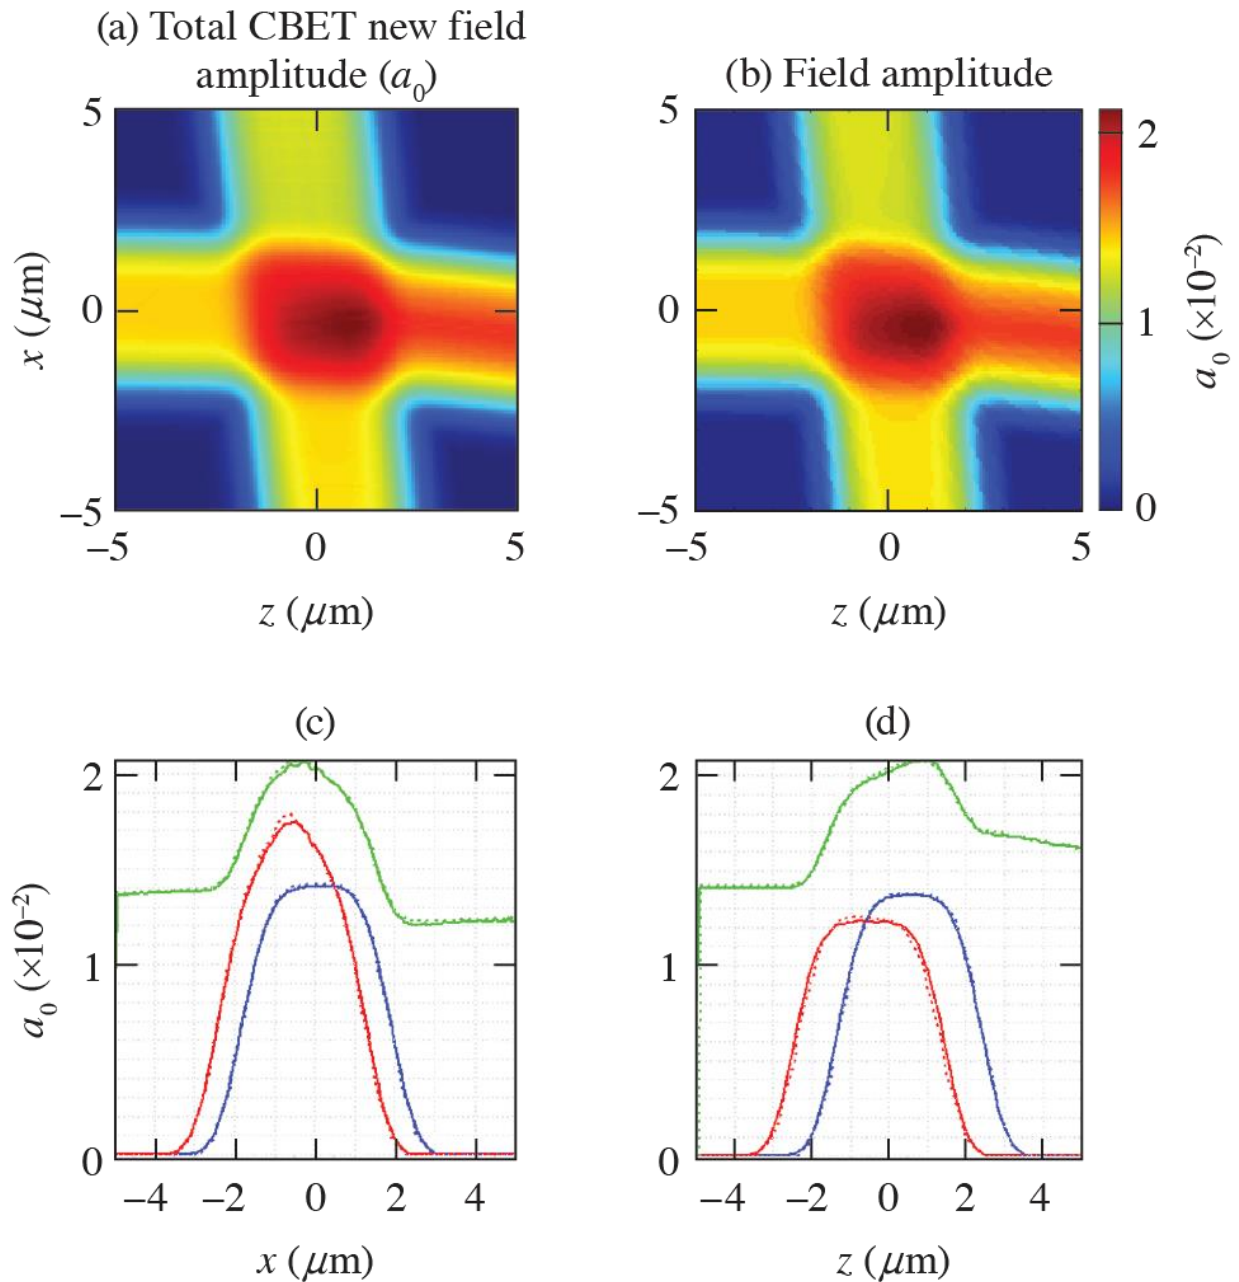 (a) Total CBET new field
amplitude (a₀)
(b) Field amplitude
5
0
−5
x (μm)
−5 0 5
z (μm)
5
0
−5
−5 0 5
z (μm)
2
1
0
a₀ (×10⁻²)
(c)
2
1
0
a₀ (×10⁻²)
−4 −2 0 2 4
x (μm)
(d)
2
1
0
−4 −2 0 2 4
z (μm)